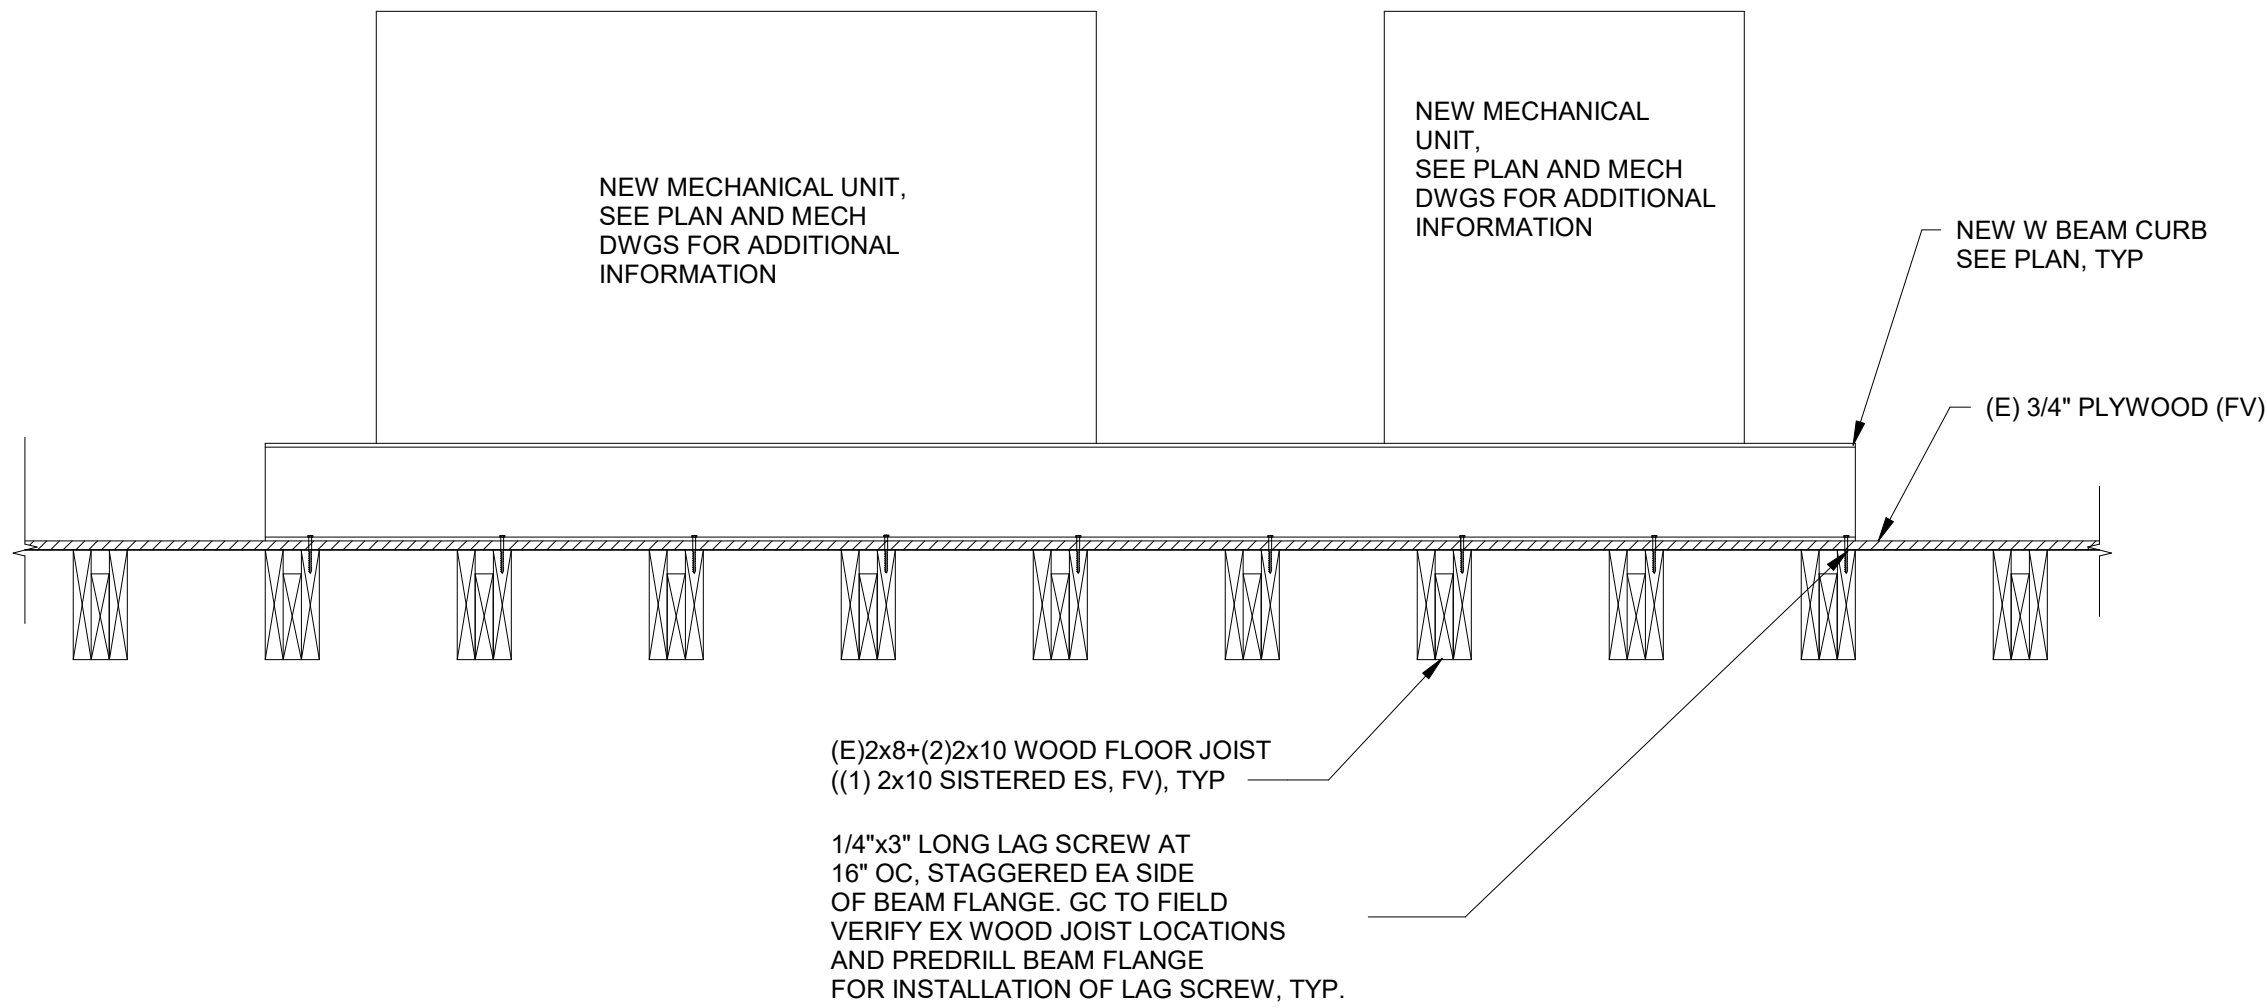 NEW MECHANICAL UNIT,
SEE PLAN AND MECH
DWGS FOR ADDITIONAL
INFORMATION
NEW MECHANICAL
UNIT,
SEE PLAN AND MECH
DWGS FOR ADDITIONAL
INFORMATION
NEW W BEAM CURB
SEE PLAN, TYP
(E) 3/4" PLYWOOD (FV)
(E)2x8+(2)2x10 WOOD FLOOR JOIST
((1) 2x10 SISTERED ES, FV), TYP
1/4"x3" LONG LAG SCREW AT
16" OC, STAGGERED EA SIDE
OF BEAM FLANGE. GC TO FIELD
VERIFY EX WOOD JOIST LOCATIONS
AND PREDRILL BEAM FLANGE
FOR INSTALLATION OF LAG SCREW, TYP.